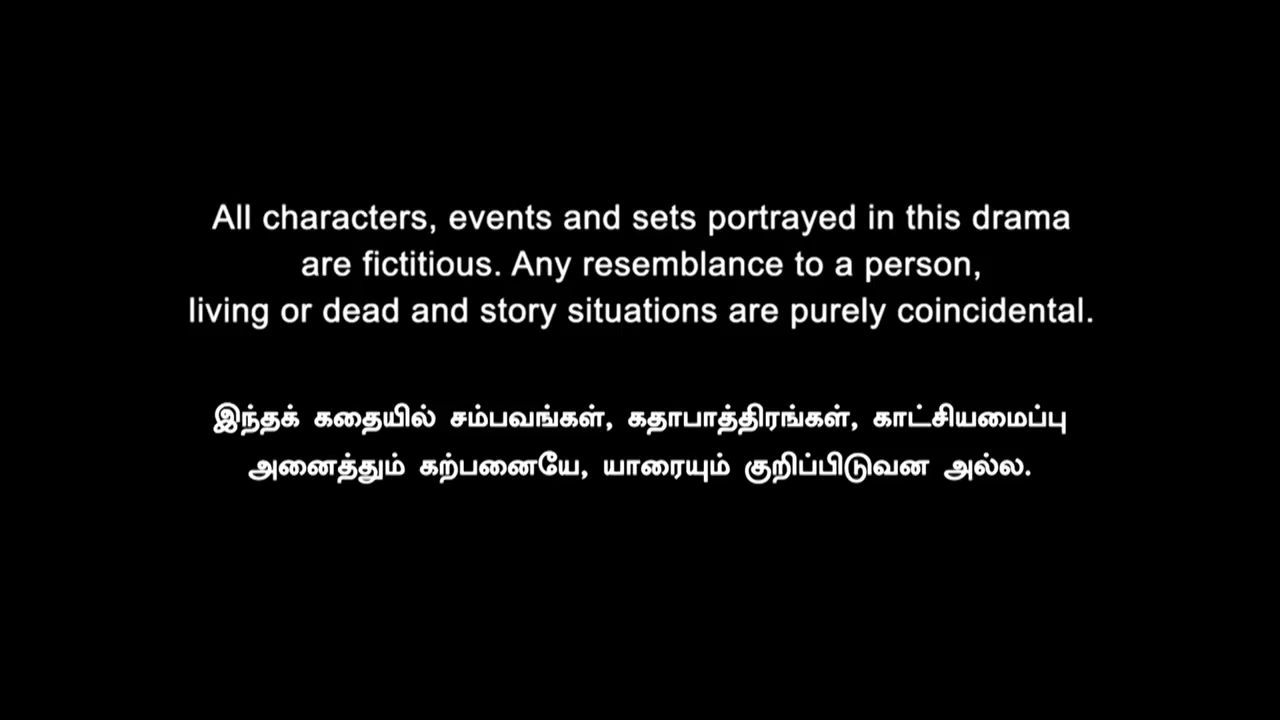 All characters, events and sets portrayed in this drama
are fictitious. Any resemblance to a person,
living or dead and story situations are purely coincidental.
இந்தக் கதையில் சம்பவங்கள், கதாபாத்திரங்கள், காட்சியமைப்பு
அனைத்தும் கற்பனையே, யாரையும் குறிப்பிடுவன அல்ல.